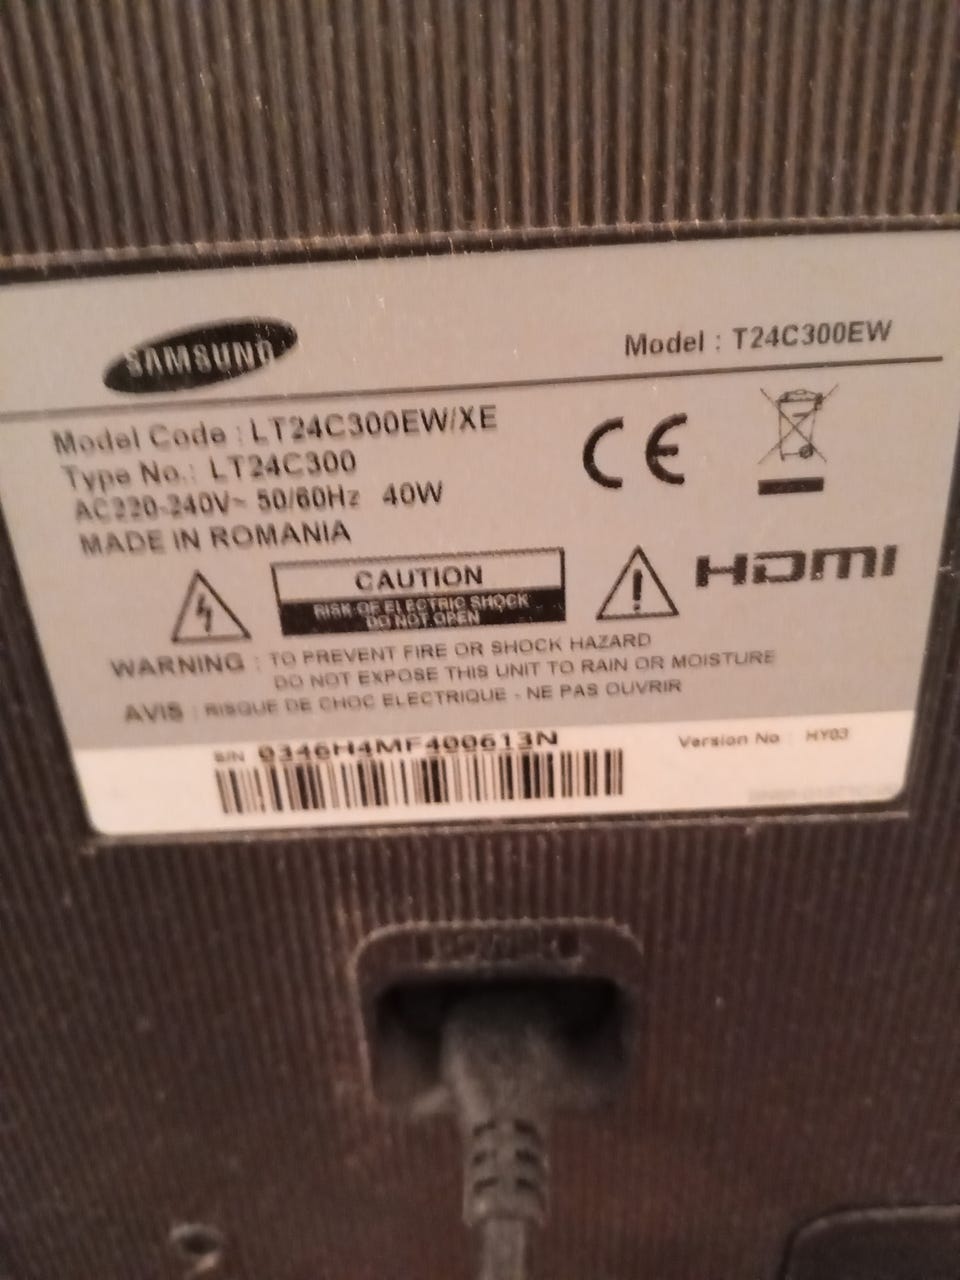 SAMSUNG
Model : T24C300EW
Model Code : LT24C300EW/XE
Type No.: LT24C300
AC220-240V~ 50/60Hz 40W
MADE IN ROMANIA
CE
CAUTION
RISK OF ELECTRIC SHOCK
DO NOT OPEN
HDMI
WARNING : TO PREVENT FIRE OR SHOCK HAZARD
DO NOT EXPOSE THIS UNIT TO RAIN OR MOISTURE
AVIS : RISQUE DE CHOC ELECTRIQUE - NE PAS OUVRIR
S/N 0346H4MF400613N
Version No : HY03